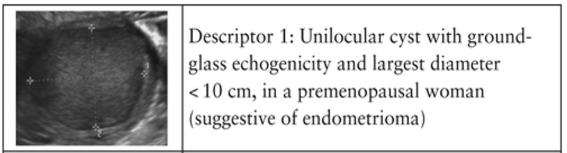 Descriptor 1: Unilocular cyst with ground-
glass echogenicity and largest diameter
< 10 cm, in a premenopausal woman
(suggestive of endometrioma)